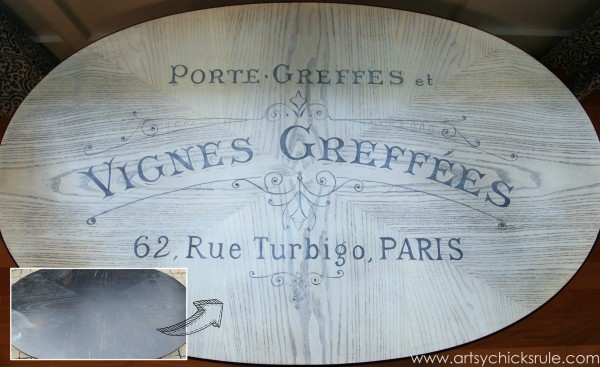 PORTE·GREFFES et
VIGNES GREFFÉES
62, Rue Turbigo, PARIS
www.artsychicksrule.com